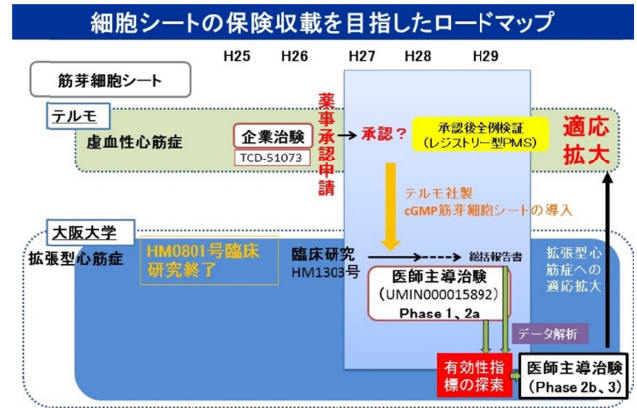 細胞シートの保険収載を目指したロードマップ
H25 H26 H27 H28 H29
筋芽細胞シート
テルモ
虚血性心筋症
企業治験
TCD-51073
薬事承認申請
承認?
承認後全例検証
(レジストリー型PMS)
適応
拡大
テルモ社製
cGMP筋芽細胞シートの導入
大阪大学
拡張型心筋症
HM0801号臨床
研究終了
臨床研究
HM1303号
総括報告書
拡張型心
筋症への
適応拡大
医師主導治験
(UMIN000015892)
Phase 1、2a
データ解析
有効性指
標の探索
医師主導治験
(Phase 2b、3)